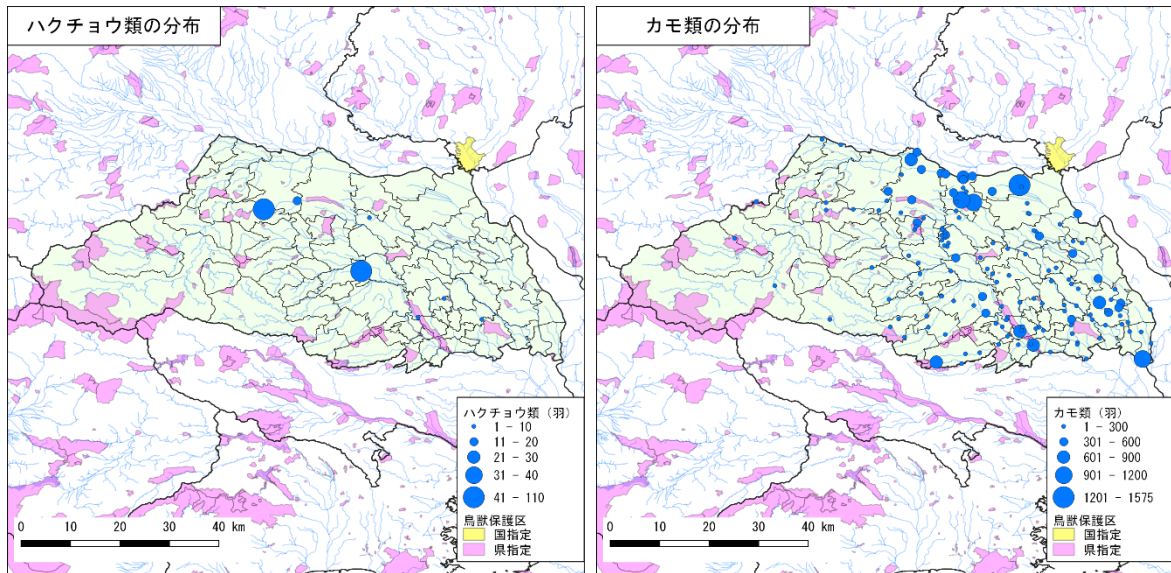 ハクチョウ類の分布
ハクチョウ類(羽)
1 - 10
11 - 20
21 - 30
31 - 40
41 - 110
鳥獣保護区
国指定
県指定
0 20 40 km
カモ類の分布
カモ類(羽)
1 - 300
301 - 600
601 - 900
901 - 1200
1201 - 1575
鳥獣保護区
国指定
県指定
0 10 20 30 40 km